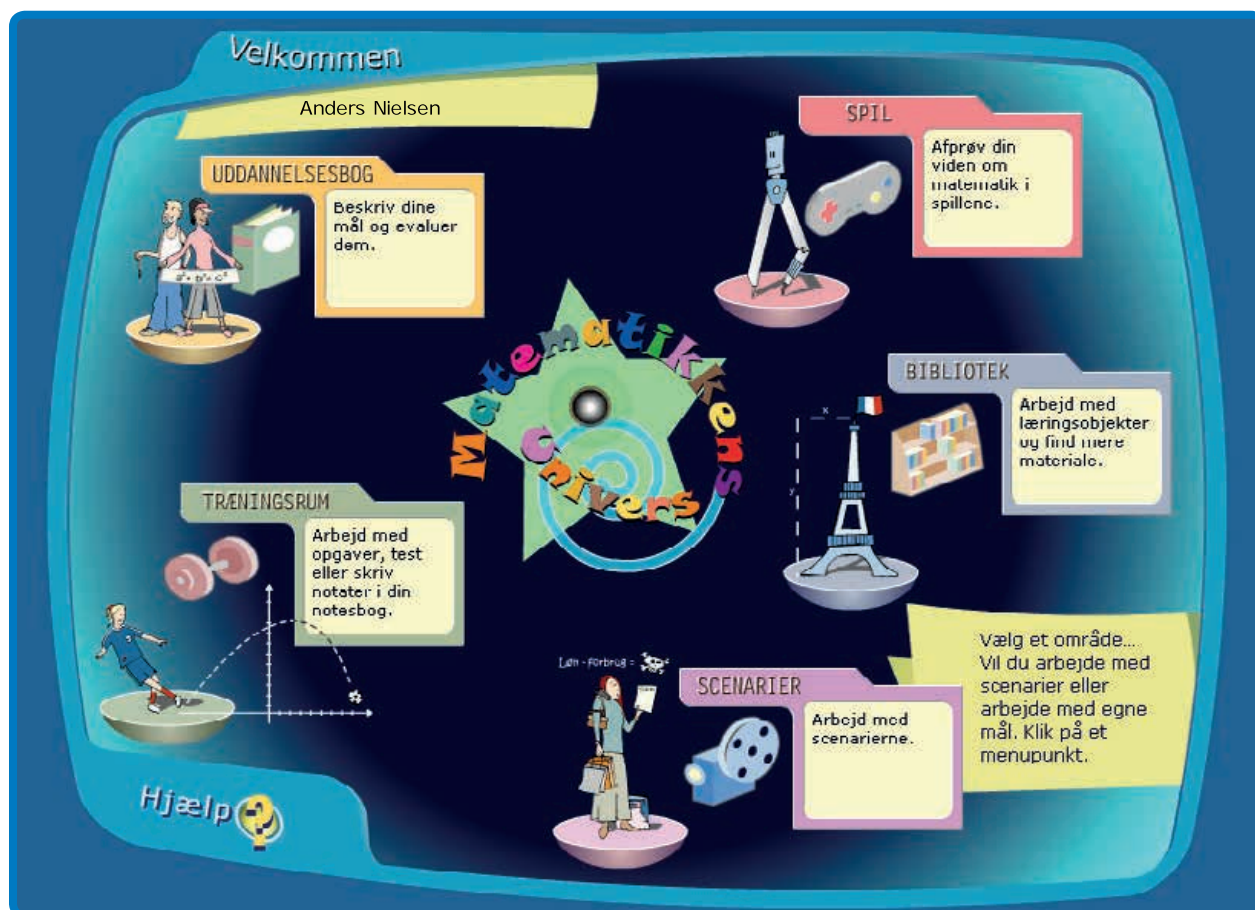 Velkommen
Anders Nielsen
UDDANNELSESBOG
Beskriv dine
mål og evaluer
dem.
a² + b² = c²
SPIL
Afprøv din
viden om
matematik i
spillene.
Matematikkens
Univers
BIBLIOTEK
Arbejd med
læringsobjekter
og find mere
materiale.
x
y
TRÆNINGSRUM
Arbejd med
opgaver, test
eller skriv
notater i din
notesbog.
Løn - forbrug =
SCENARIER
Arbejd med
scenarierne.
Vælg et område...
Vil du arbejde med
scenarier eller
arbejde med egne
mål. Klik på et
menupunkt.
Hjælp ?